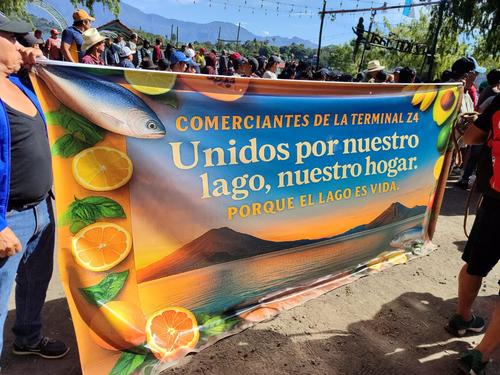 COMERCIANTES DE LA TERMINAL Z4
Unidos por nuestro
lago, nuestro hogar.
PORQUE EL LAGO ES VIDA.